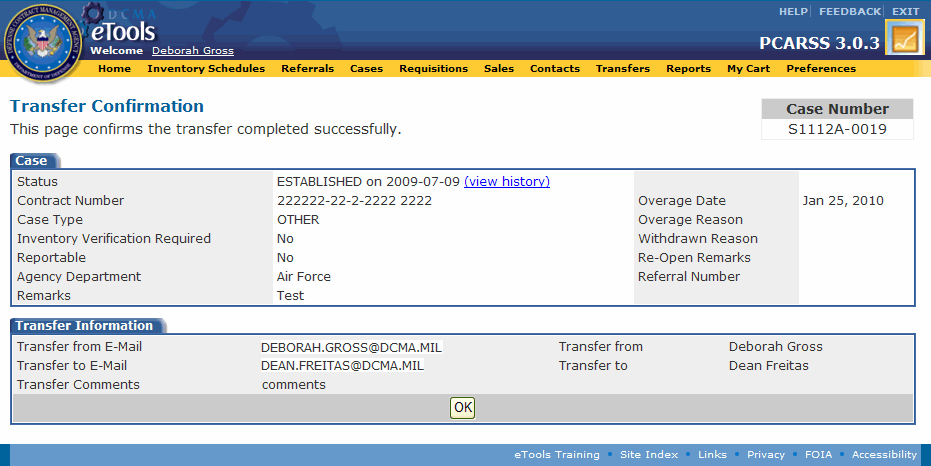 HELP FEEDBACK EXIT
DCMA
eTools
Welcome Deborah Gross
PCARSS 3.0.3
Home Inventory Schedules Referrals Cases Requisitions Sales Contacts Transfers Reports My Cart Preferences
Transfer Confirmation
This page confirms the transfer completed successfully.
Case Number
S1112A-0019
Case
Status ESTABLISHED on 2009-07-09 (view history)
Contract Number 222222-22-2-2222 2222 Overage Date Jan 25, 2010
Case Type OTHER Overage Reason
Inventory Verification Required No Withdrawn Reason
Reportable No Re-Open Remarks
Agency Department Air Force Referral Number
Remarks Test
Transfer Information
Transfer from E-Mail DEBORAH.GROSS@DCMA.MIL Transfer from Deborah Gross
Transfer to E-Mail DEAN.FREITAS@DCMA.MIL Transfer to Dean Freitas
Transfer Comments comments
OK
eTools Training • Site Index • Links • Privacy • FOIA • Accessibility